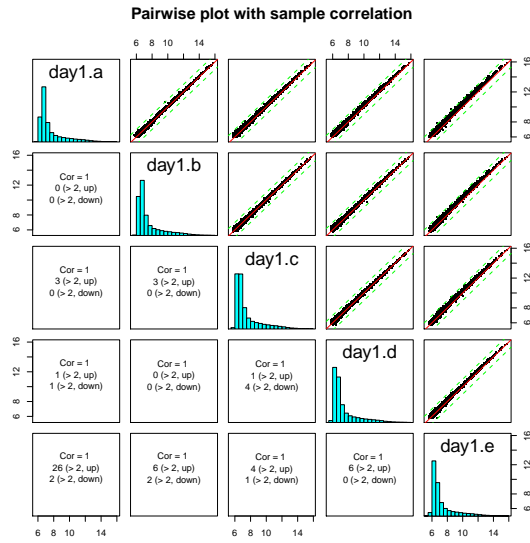 Pairwise plot with sample correlation
6 8 10 14
6 8 10 14
day1.a
6 8 12 16
6 8 12 16
Cor = 1
0 (> 2, up)
0 (> 2, down)
day1.b
Cor = 1
3 (> 2, up)
0 (> 2, down)
Cor = 1
3 (> 2, up)
0 (> 2, down)
day1.c
6 8 12 16
6 8 12 16
Cor = 1
1 (> 2, up)
1 (> 2, down)
Cor = 1
0 (> 2, up)
0 (> 2, down)
Cor = 1
1 (> 2, up)
4 (> 2, down)
day1.d
Cor = 1
26 (> 2, up)
2 (> 2, down)
Cor = 1
6 (> 2, up)
2 (> 2, down)
Cor = 1
4 (> 2, up)
1 (> 2, down)
Cor = 1
6 (> 2, up)
0 (> 2, down)
day1.e
6 8 12 16
6 8 10 14
6 8 10 14
6 8 10 14